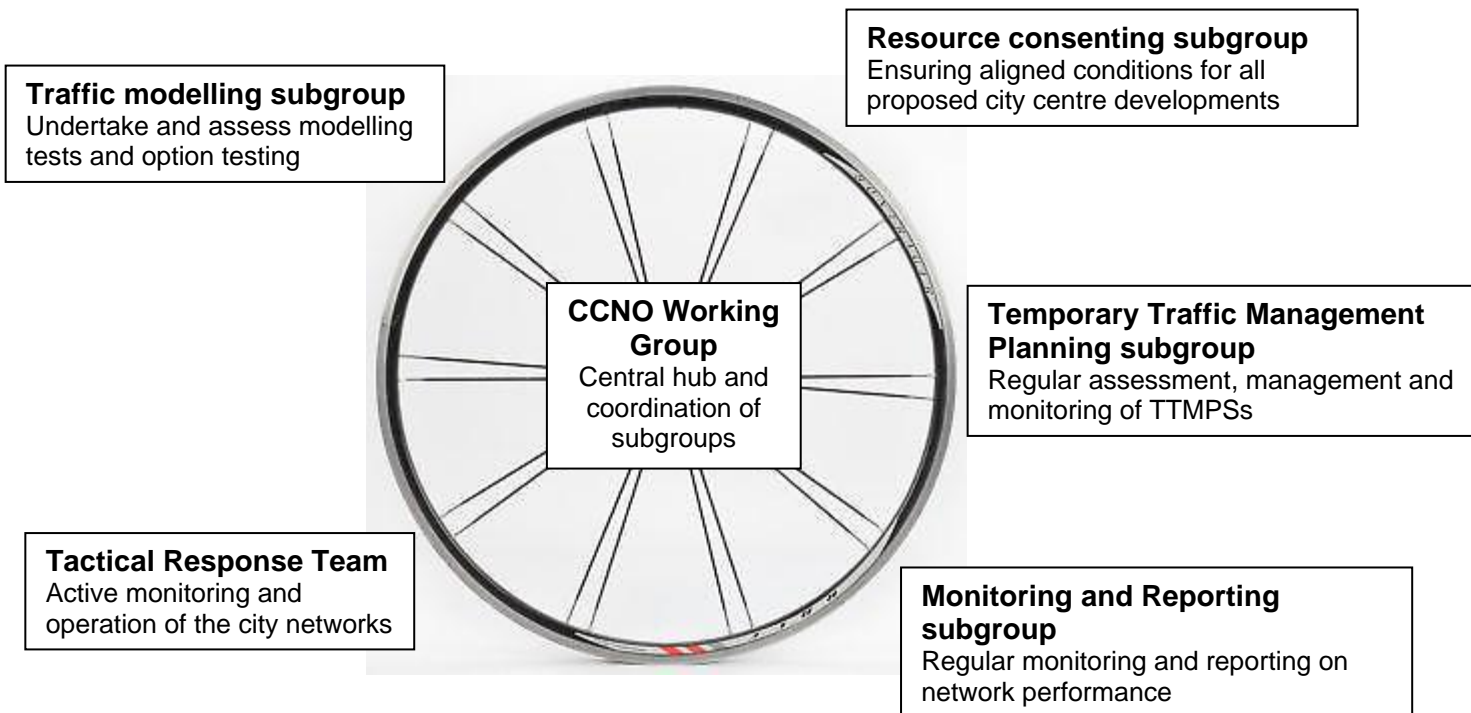 Resource consenting subgroup
Ensuring aligned conditions for all
proposed city centre developments
Traffic modelling subgroup
Undertake and assess modelling
tests and option testing
CCNO Working
Group
Central hub and
coordination of
subgroups
Temporary Traffic Management
Planning subgroup
Regular assessment, management and
monitoring of TTMPSs
Tactical Response Team
Active monitoring and
operation of the city networks
Monitoring and Reporting
subgroup
Regular monitoring and reporting on
network performance